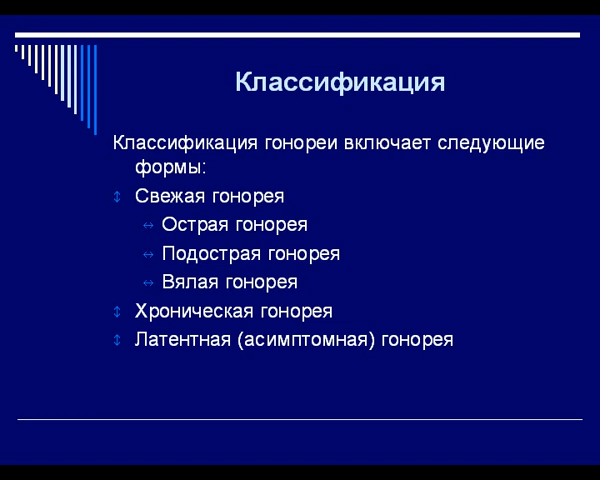 Классификация
Классификация гонореи включает следующие
формы:
Свежая гонорея
Острая гонорея
Подострая гонорея
Вялая гонорея
Хроническая гонорея
Латентная (асимптомная) гонорея